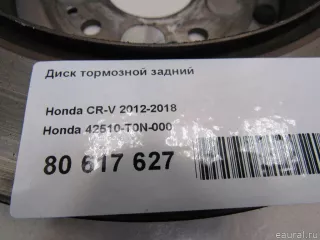 Диск тормозной задний
Honda CR-V 2012-2018
Honda 42510-T0N-000
80 617 627
© eaural.ru